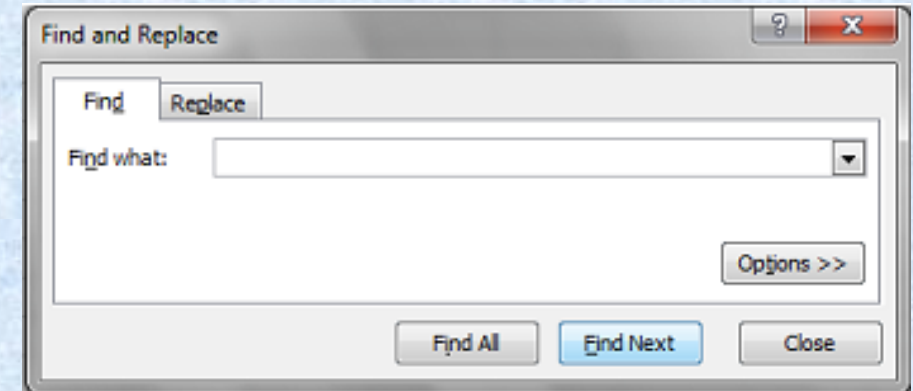 Find and Replace
Find Replace
Find what:
Options >>
Find All Find Next Close